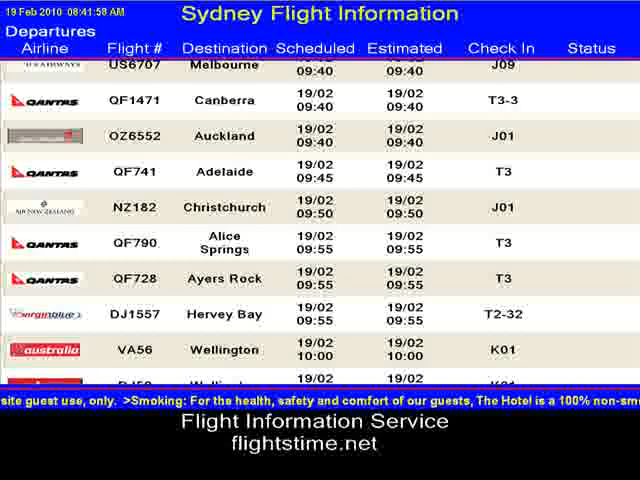 19 Feb 2010 08:41:58 AM
Sydney Flight Information
Departures
Airline Flight # Destination Scheduled Estimated Check In Status
US AIRWAYS US6707 Melbourne 09:40 09:40 J09
QANTAS QF1471 Canberra 19/02 09:40 19/02 09:40 T3-3
OZ6552 Auckland 19/02 09:40 19/02 09:40 J01
QANTAS QF741 Adelaide 19/02 09:45 19/02 09:45 T3
AIR NEW ZEALAND NZ182 Christchurch 19/02 09:50 19/02 09:50 J01
QANTAS QF790 Alice Springs 19/02 09:55 19/02 09:55 T3
QANTAS QF728 Ayers Rock 19/02 09:55 19/02 09:55 T3
virginblue DJ1557 Hervey Bay 19/02 09:55 19/02 09:55 T2-32
australia VA56 Wellington 19/02 10:00 19/02 10:00 K01
19/02 19/02
site guest use, only. >Smoking: For the health, safety and comfort of our guests, The Hotel is a 100% non-smo
Flight Information Service
flightstime.net